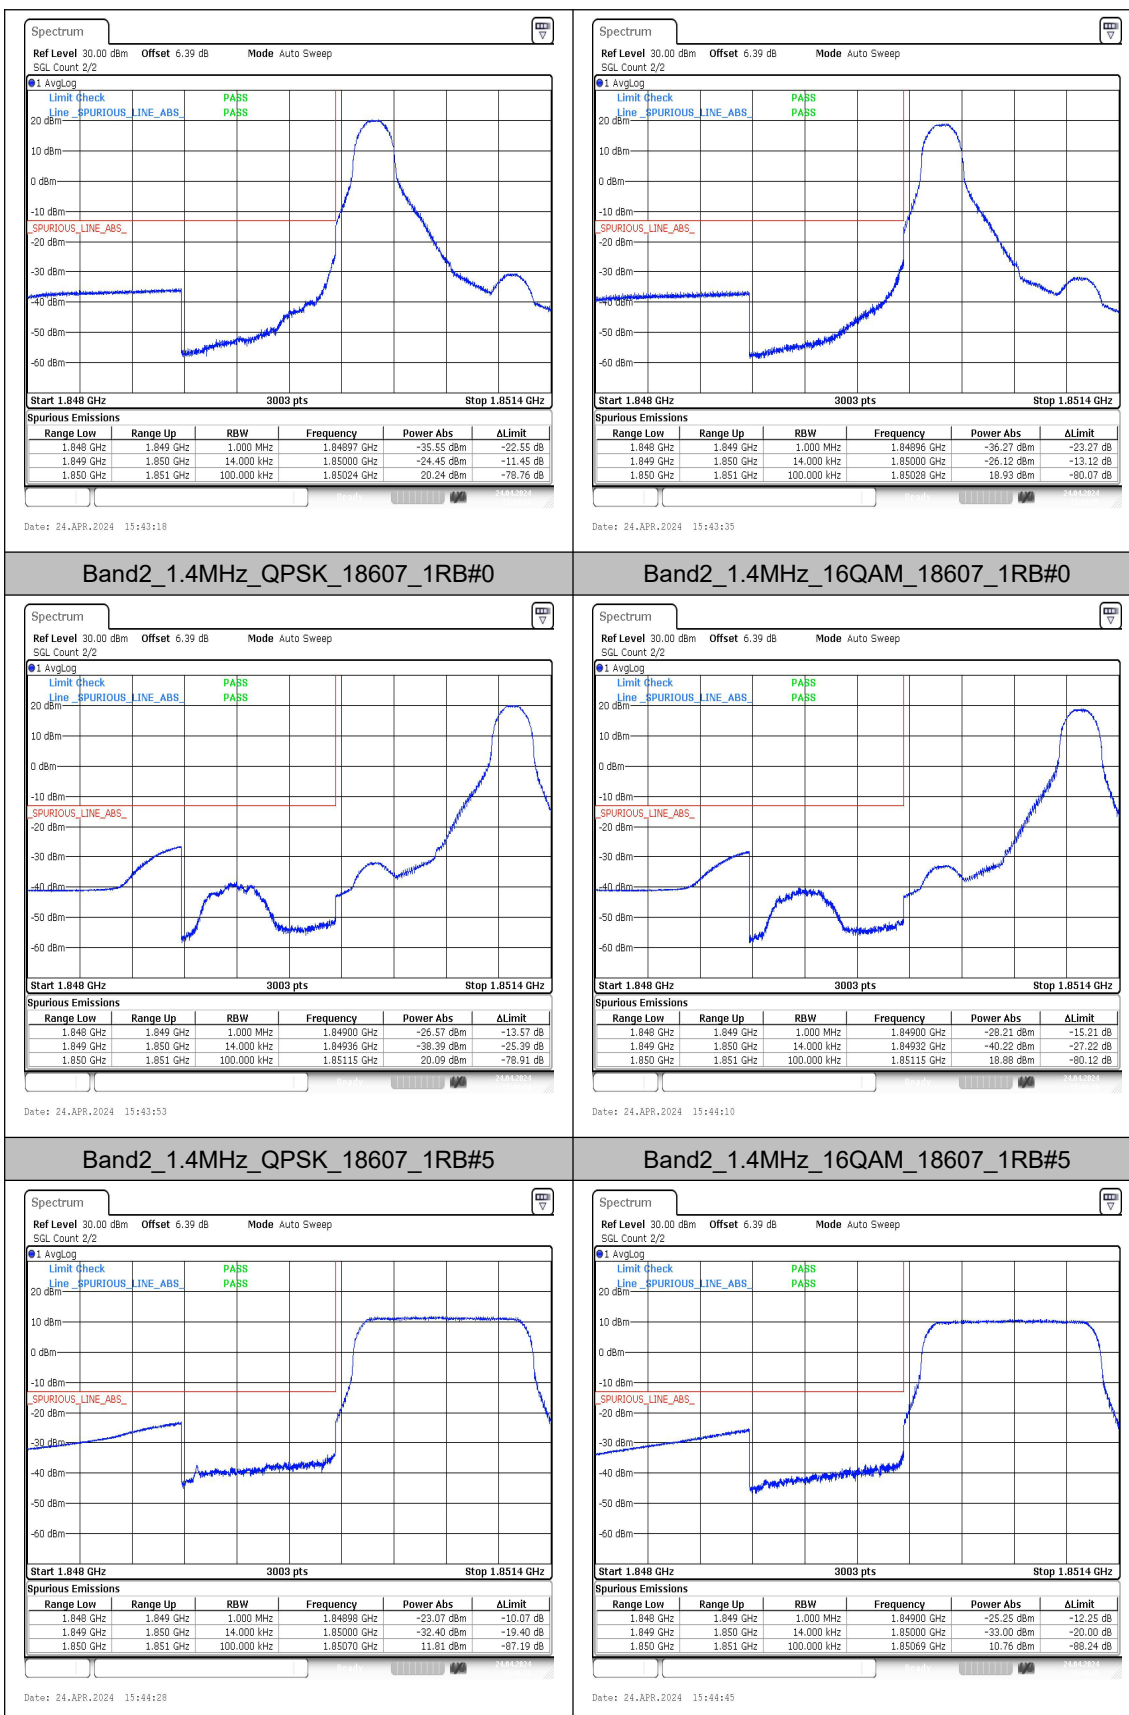 Spectrum
Ref Level 30.00 dBm Offset 6.39 dB Mode Auto Sweep
SGL Count 2/2
1 AvgLog
Limit Check PASS
Line _SPURIOUS_LINE_ABS_ PASS
20 dBm
10 dBm
0 dBm
-10 dBm
_SPURIOUS_LINE_ABS_
-20 dBm
-30 dBm
-40 dBm
-50 dBm
-60 dBm
Start 1.848 GHz 3003 pts Stop 1.8514 GHz
Spurious Emissions
Range Low Range Up RBW Frequency Power Abs ΔLimit
1.848 GHz 1.849 GHz 1.000 MHz 1.84897 GHz -35.55 dBm -22.55 dB
1.849 GHz 1.850 GHz 14.000 kHz 1.85000 GHz -24.45 dBm -11.45 dB
1.850 GHz 1.851 GHz 100.000 kHz 1.85024 GHz 20.24 dBm -78.76 dB
Ready 24.04.2024
Date: 24.APR.2024 15:43:18
Spectrum
Ref Level 30.00 dBm Offset 6.39 dB Mode Auto Sweep
SGL Count 2/2
1 AvgLog
Limit Check PASS
Line _SPURIOUS_LINE_ABS_ PASS
20 dBm
10 dBm
0 dBm
-10 dBm
_SPURIOUS_LINE_ABS_
-20 dBm
-30 dBm
-40 dBm
-50 dBm
-60 dBm
Start 1.848 GHz 3003 pts Stop 1.8514 GHz
Spurious Emissions
Range Low Range Up RBW Frequency Power Abs ΔLimit
1.848 GHz 1.849 GHz 1.000 MHz 1.84896 GHz -36.27 dBm -23.27 dB
1.849 GHz 1.850 GHz 14.000 kHz 1.85000 GHz -26.12 dBm -13.12 dB
1.850 GHz 1.851 GHz 100.000 kHz 1.85028 GHz 18.93 dBm -80.07 dB
Ready 24.04.2024
Date: 24.APR.2024 15:43:35
Band2_1.4MHz_QPSK_18607_1RB#0
Band2_1.4MHz_16QAM_18607_1RB#0
Spectrum
Ref Level 30.00 dBm Offset 6.39 dB Mode Auto Sweep
SGL Count 2/2
1 AvgLog
Limit Check PASS
Line _SPURIOUS_LINE_ABS_ PASS
20 dBm
10 dBm
0 dBm
-10 dBm
_SPURIOUS_LINE_ABS_
-20 dBm
-30 dBm
-40 dBm
-50 dBm
-60 dBm
Start 1.848 GHz 3003 pts Stop 1.8514 GHz
Spurious Emissions
Range Low Range Up RBW Frequency Power Abs ΔLimit
1.848 GHz 1.849 GHz 1.000 MHz 1.84900 GHz -26.57 dBm -13.57 dB
1.849 GHz 1.850 GHz 14.000 kHz 1.84936 GHz -38.39 dBm -25.39 dB
1.850 GHz 1.851 GHz 100.000 kHz 1.85115 GHz 20.09 dBm -78.91 dB
Ready 24.04.2024
Date: 24.APR.2024 15:43:53
Spectrum
Ref Level 30.00 dBm Offset 6.39 dB Mode Auto Sweep
SGL Count 2/2
1 AvgLog
Limit Check PASS
Line _SPURIOUS_LINE_ABS_ PASS
20 dBm
10 dBm
0 dBm
-10 dBm
_SPURIOUS_LINE_ABS_
-20 dBm
-30 dBm
-40 dBm
-50 dBm
-60 dBm
Start 1.848 GHz 3003 pts Stop 1.8514 GHz
Spurious Emissions
Range Low Range Up RBW Frequency Power Abs ΔLimit
1.848 GHz 1.849 GHz 1.000 MHz 1.84900 GHz -28.21 dBm -15.21 dB
1.849 GHz 1.850 GHz 14.000 kHz 1.84932 GHz -40.22 dBm -27.22 dB
1.850 GHz 1.851 GHz 100.000 kHz 1.85115 GHz 18.88 dBm -80.12 dB
Ready 24.04.2024
Date: 24.APR.2024 15:44:10
Band2_1.4MHz_QPSK_18607_1RB#5
Band2_1.4MHz_16QAM_18607_1RB#5
Spectrum
Ref Level 30.00 dBm Offset 6.39 dB Mode Auto Sweep
SGL Count 2/2
1 AvgLog
Limit Check PASS
Line _SPURIOUS_LINE_ABS_ PASS
20 dBm
10 dBm
0 dBm
-10 dBm
_SPURIOUS_LINE_ABS_
-20 dBm
-30 dBm
-40 dBm
-50 dBm
-60 dBm
Start 1.848 GHz 3003 pts Stop 1.8514 GHz
Spurious Emissions
Range Low Range Up RBW Frequency Power Abs ΔLimit
1.848 GHz 1.849 GHz 1.000 MHz 1.84898 GHz -23.07 dBm -10.07 dB
1.849 GHz 1.850 GHz 14.000 kHz 1.85000 GHz -32.40 dBm -19.40 dB
1.850 GHz 1.851 GHz 100.000 kHz 1.85070 GHz 11.81 dBm -87.19 dB
Ready 24.04.2024
Date: 24.APR.2024 15:44:28
Spectrum
Ref Level 30.00 dBm Offset 6.39 dB Mode Auto Sweep
SGL Count 2/2
1 AvgLog
Limit Check PASS
Line _SPURIOUS_LINE_ABS_ PASS
20 dBm
10 dBm
0 dBm
-10 dBm
_SPURIOUS_LINE_ABS_
-20 dBm
-30 dBm
-40 dBm
-50 dBm
-60 dBm
Start 1.848 GHz 3003 pts Stop 1.8514 GHz
Spurious Emissions
Range Low Range Up RBW Frequency Power Abs ΔLimit
1.848 GHz 1.849 GHz 1.000 MHz 1.84900 GHz -25.25 dBm -12.25 dB
1.849 GHz 1.850 GHz 14.000 kHz 1.85000 GHz -33.00 dBm -20.00 dB
1.850 GHz 1.851 GHz 100.000 kHz 1.85069 GHz 10.76 dBm -88.24 dB
Ready 24.04.2024
Date: 24.APR.2024 15:44:45